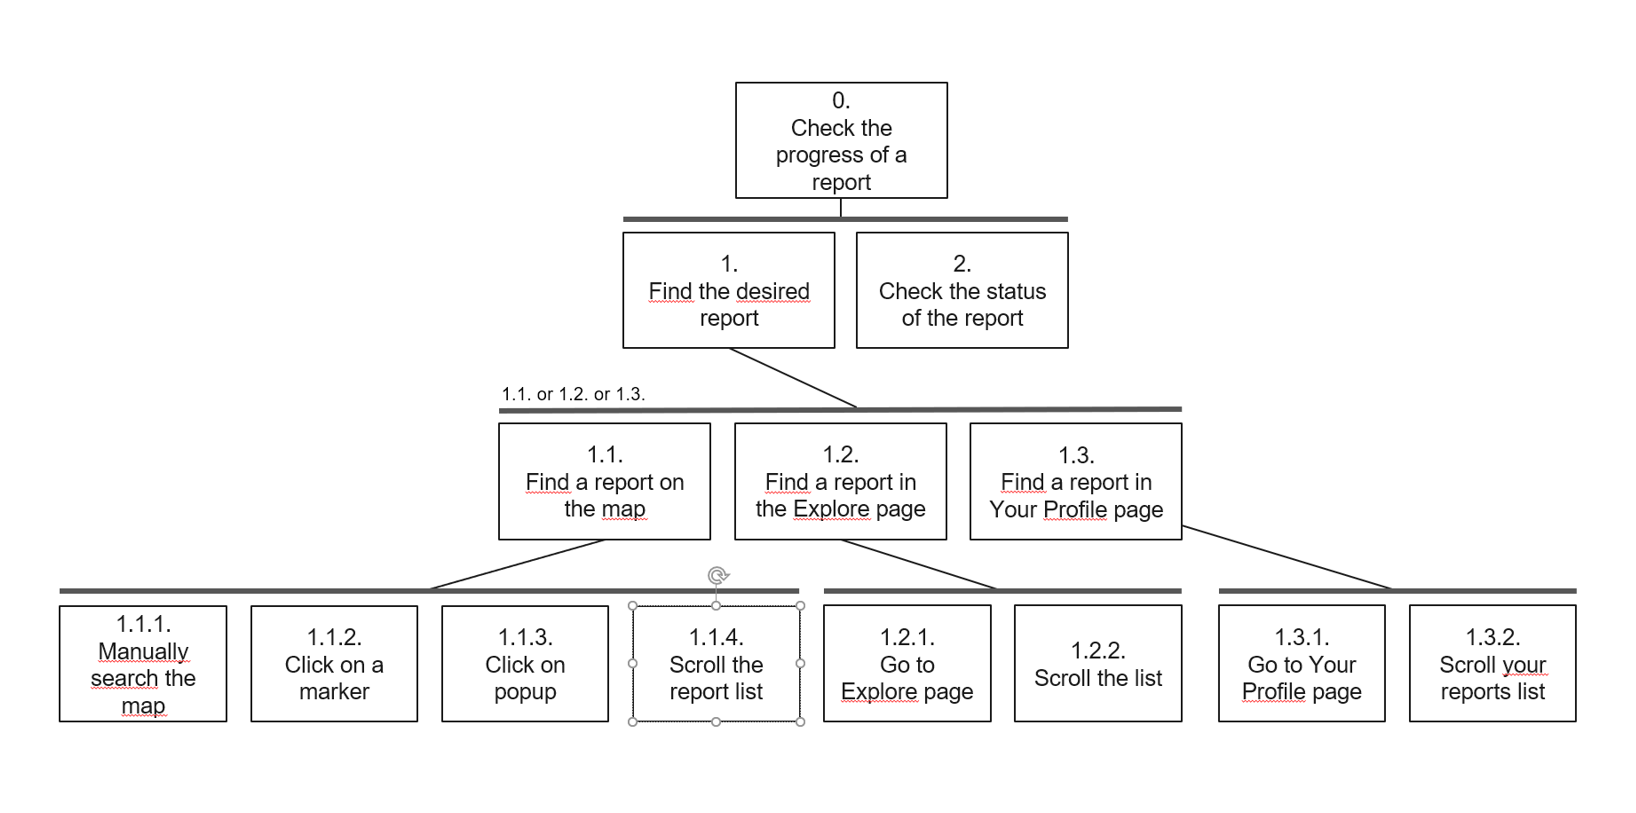 0.
Check the
progress of a
report
1.
Find the desired
report
2.
Check the status
of the report
1.1. or 1.2. or 1.3.
1.1.
Find a report on
the map
1.2.
Find a report in
the Explore page
1.3.
Find a report in
Your Profile page
1.1.1.
Manually
search the
map
1.1.2.
Click on a
marker
1.1.3.
Click on
popup
1.1.4.
Scroll the
report list
1.2.1.
Go to
Explore page
1.2.2.
Scroll the list
1.3.1.
Go to Your
Profile page
1.3.2.
Scroll your
reports list